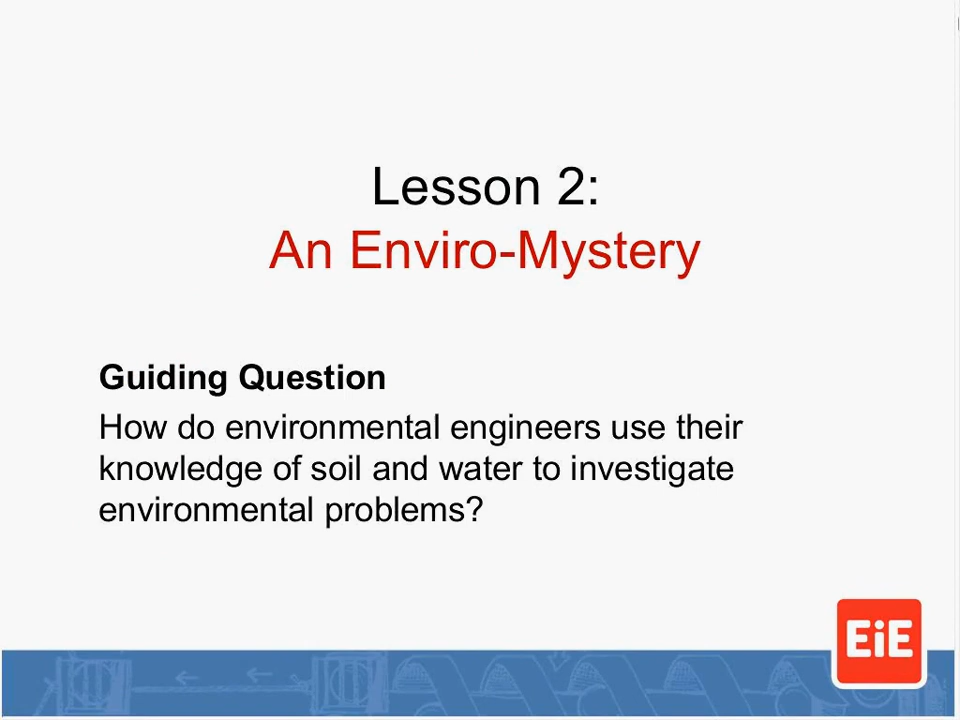 Lesson 2:
An Enviro-Mystery
Guiding Question
How do environmental engineers use their
knowledge of soil and water to investigate
environmental problems?
EiE